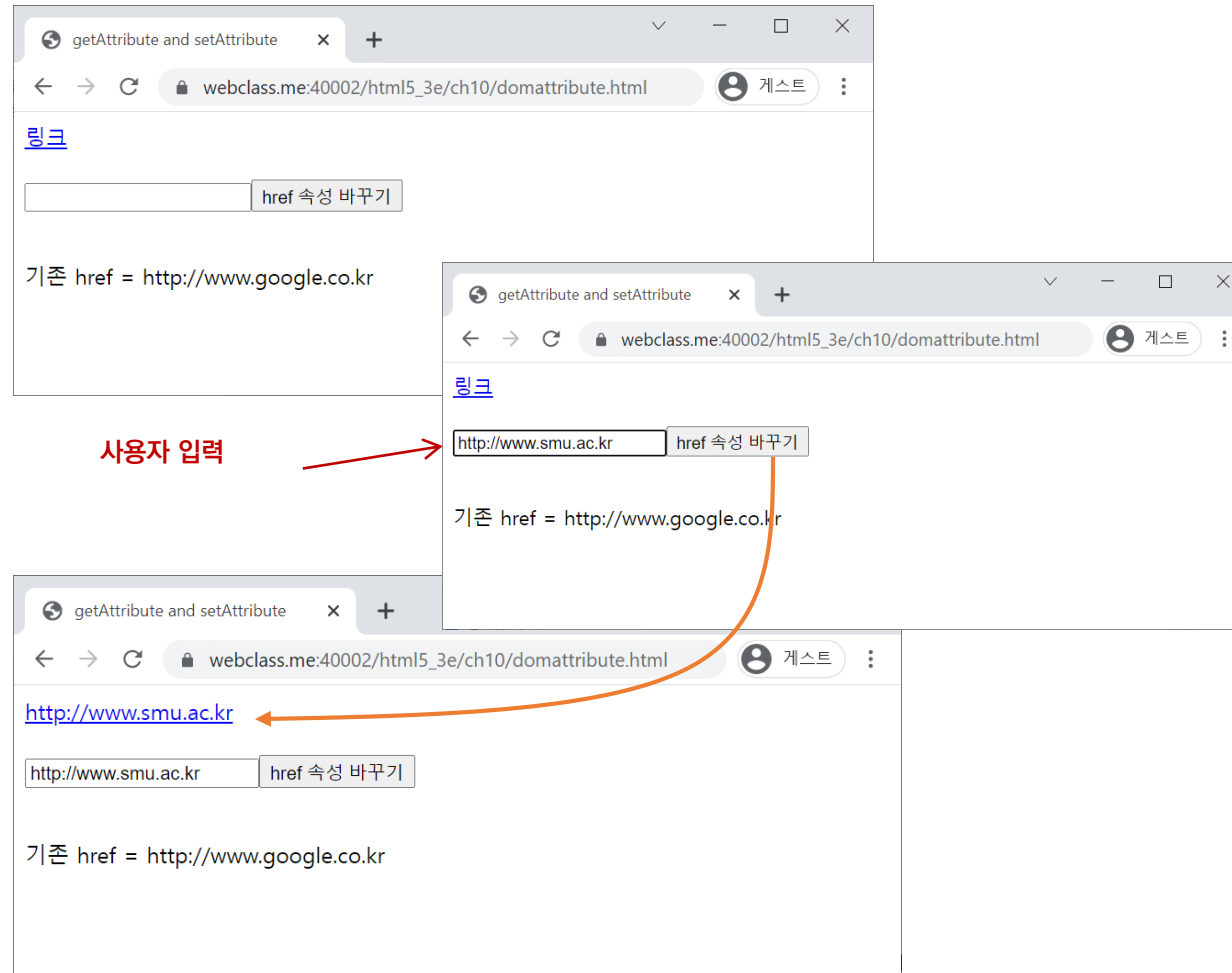 getAttribute and setAttribute
webclass.me:40002/html5_3e/ch10/domattribute.html
게스트
링크
href 속성 바꾸기
기존 href = http://www.google.co.kr
getAttribute and setAttribute
webclass.me:40002/html5_3e/ch10/domattribute.html
게스트
링크
사용자 입력
http://www.smu.ac.kr href 속성 바꾸기
기존 href = http://www.google.co.kr
getAttribute and setAttribute
webclass.me:40002/html5_3e/ch10/domattribute.html
게스트
http://www.smu.ac.kr
http://www.smu.ac.kr href 속성 바꾸기
기존 href = http://www.google.co.kr